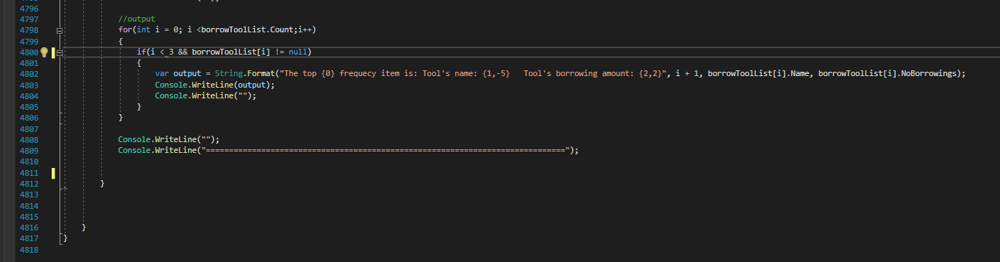 4796
4797 //output
4798 for(int i = 0; i <borrowToolList.Count;i++)
4799 {
4800 if(i < 3 && borrowToolList[i] != null)
4801 {
4802 var output = String.Format("The top {0} frequecy item is: Tool's name: {1,-5}   Tool's borrowing amount: {2,2}", i + 1, borrowToolList[i].Name, borrowToolList[i].NoBorrowings);
4803 Console.WriteLine(output);
4804 Console.WriteLine("");
4805 }
4806 }
4807
4808 Console.WriteLine("");
4809 Console.WriteLine("==============================================================================");
4810
4811
4812 }
4813
4814
4815
4816 }
4817 }
4818